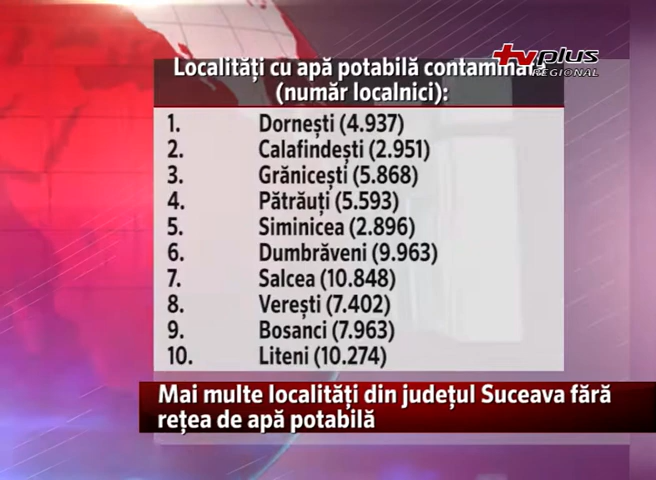 tvplus
REGIONAL
Localități cu apă potabilă contaminată
(număr localnici):
1. Dornești (4.937)
2. Calafindești (2.951)
3. Grănicești (5.868)
4. Pătrăuți (5.593)
5. Siminicea (2.896)
6. Dumbrăveni (9.963)
7. Salcea (10.848)
8. Verești (7.402)
9. Bosanci (7.963)
10. Liteni (10.274)
Mai multe localități din județul Suceava fără
rețea de apă potabilă